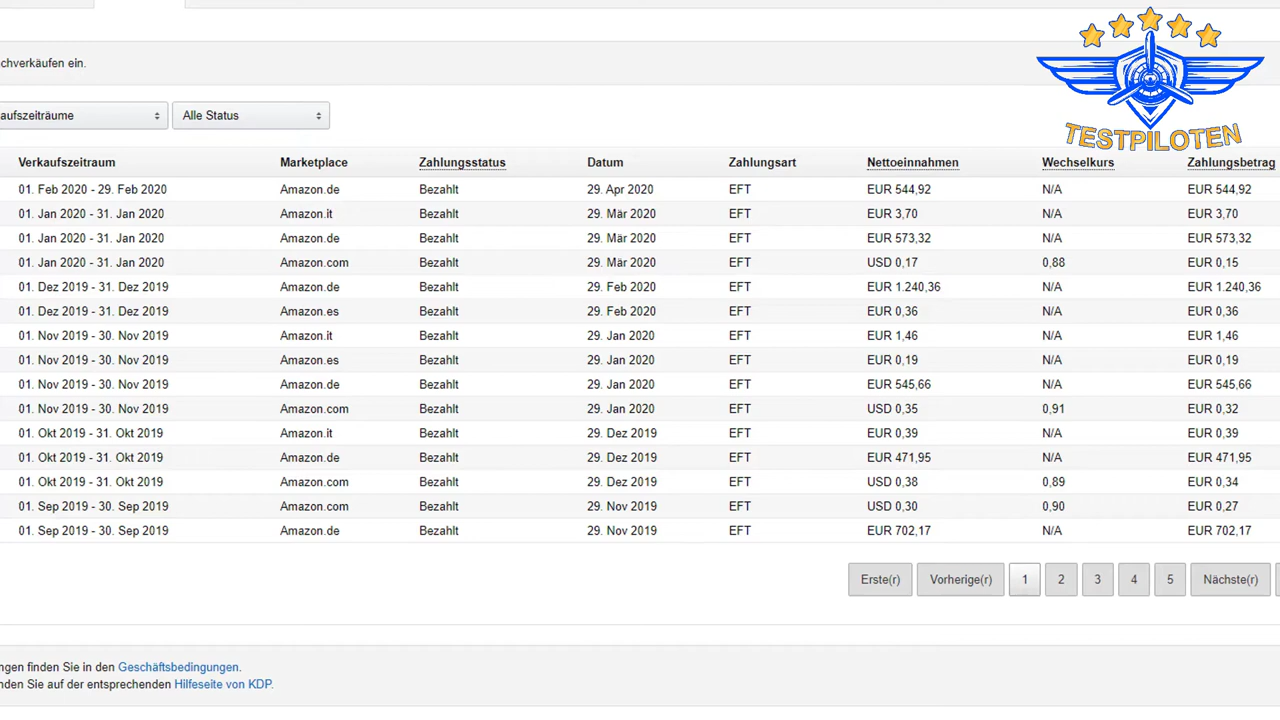 TESTPILOTEN
chverkäufen ein.
aufszeiträume Alle Status
Verkaufszeitraum Marketplace Zahlungsstatus Datum Zahlungsart Nettoeinnahmen Wechselkurs Zahlungsbetrag
01. Feb 2020 - 29. Feb 2020 Amazon.de Bezahlt 29. Apr 2020 EFT EUR 544,92 N/A EUR 544,92
01. Jan 2020 - 31. Jan 2020 Amazon.it Bezahlt 29. Mär 2020 EFT EUR 3,70 N/A EUR 3,70
01. Jan 2020 - 31. Jan 2020 Amazon.de Bezahlt 29. Mär 2020 EFT EUR 573,32 N/A EUR 573,32
01. Jan 2020 - 31. Jan 2020 Amazon.com Bezahlt 29. Mär 2020 EFT USD 0,17 0,88 EUR 0,15
01. Dez 2019 - 31. Dez 2019 Amazon.de Bezahlt 29. Feb 2020 EFT EUR 1.240,36 N/A EUR 1.240,36
01. Dez 2019 - 31. Dez 2019 Amazon.es Bezahlt 29. Feb 2020 EFT EUR 0,36 N/A EUR 0,36
01. Nov 2019 - 30. Nov 2019 Amazon.it Bezahlt 29. Jan 2020 EFT EUR 1,46 N/A EUR 1,46
01. Nov 2019 - 30. Nov 2019 Amazon.es Bezahlt 29. Jan 2020 EFT EUR 0,19 N/A EUR 0,19
01. Nov 2019 - 30. Nov 2019 Amazon.de Bezahlt 29. Jan 2020 EFT EUR 545,66 N/A EUR 545,66
01. Nov 2019 - 30. Nov 2019 Amazon.com Bezahlt 29. Jan 2020 EFT USD 0,35 0,91 EUR 0,32
01. Okt 2019 - 31. Okt 2019 Amazon.it Bezahlt 29. Dez 2019 EFT EUR 0,39 N/A EUR 0,39
01. Okt 2019 - 31. Okt 2019 Amazon.de Bezahlt 29. Dez 2019 EFT EUR 471,95 N/A EUR 471,95
01. Okt 2019 - 31. Okt 2019 Amazon.com Bezahlt 29. Dez 2019 EFT USD 0,38 0,89 EUR 0,34
01. Sep 2019 - 30. Sep 2019 Amazon.com Bezahlt 29. Nov 2019 EFT USD 0,30 0,90 EUR 0,27
01. Sep 2019 - 30. Sep 2019 Amazon.de Bezahlt 29. Nov 2019 EFT EUR 702,17 N/A EUR 702,17
Erste(r) Vorherige(r) 1 2 3 4 5 Nächste(r)
ngen finden Sie in den Geschäftsbedingungen.
nden Sie auf der entsprechenden Hilfeseite von KDP.